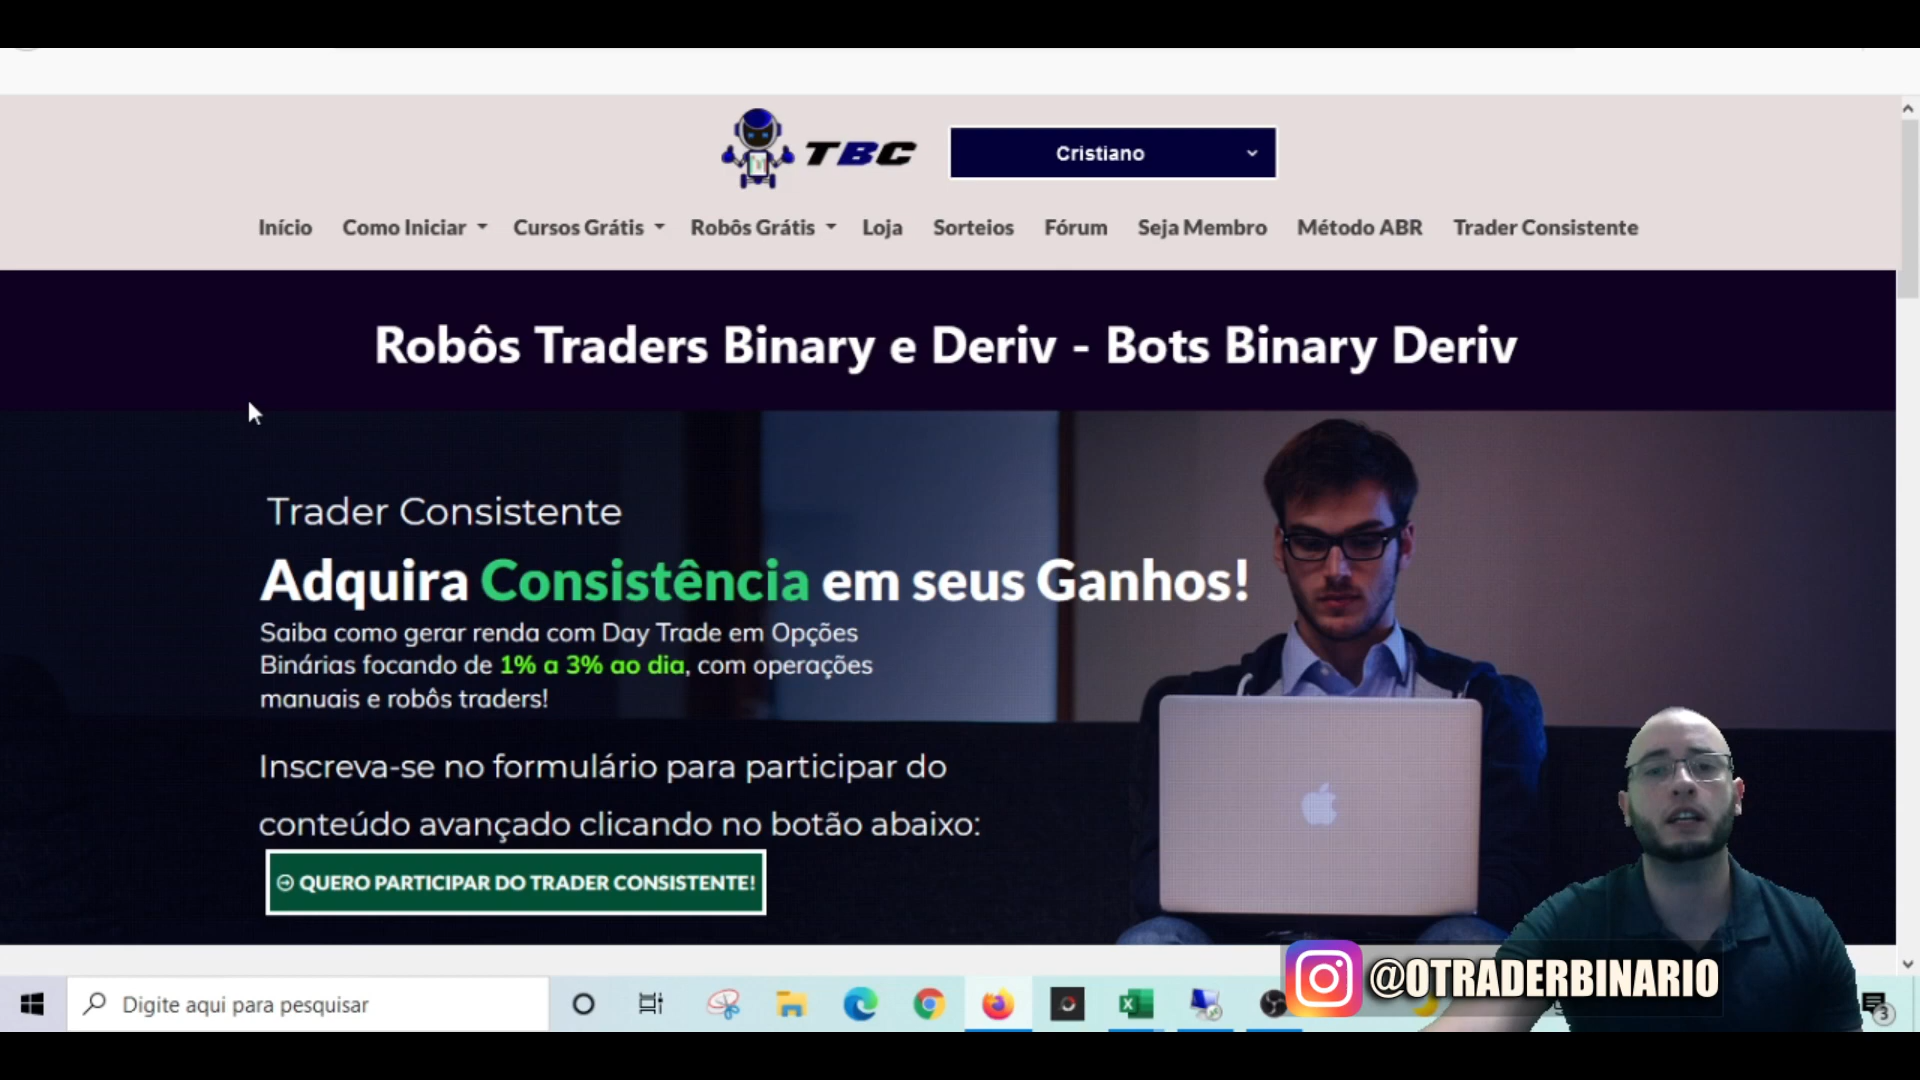 TBC
Cristiano
Início Como Iniciar Cursos Grátis Robôs Grátis Loja Sorteios Fórum Seja Membro Método ABR Trader Consistente
Robôs Traders Binary e Deriv - Bots Binary Deriv
Trader Consistente
Adquira Consistência em seus Ganhos!
Saiba como gerar renda com Day Trade em Opções
Binárias focando de 1% a 3% ao dia, com operações
manuais e robôs traders!
Inscreva-se no formulário para participar do
conteúdo avançado clicando no botão abaixo:
QUERO PARTICIPAR DO TRADER CONSISTENTE!
@OTRADERBINARIO
Digite aqui para pesquisar
3